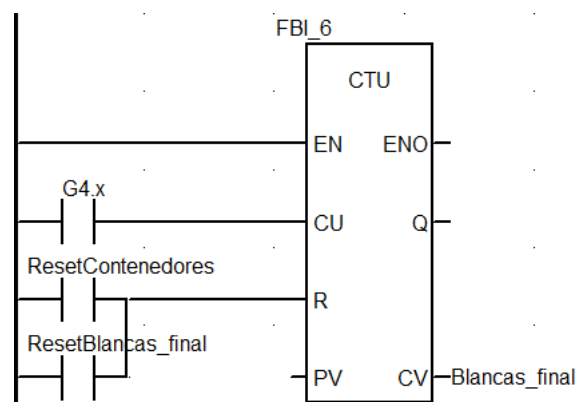 FBI_6
CTU
EN ENO
G4.x
CU Q
ResetContenedores
R
ResetBlancas_final
PV CV Blancas_final